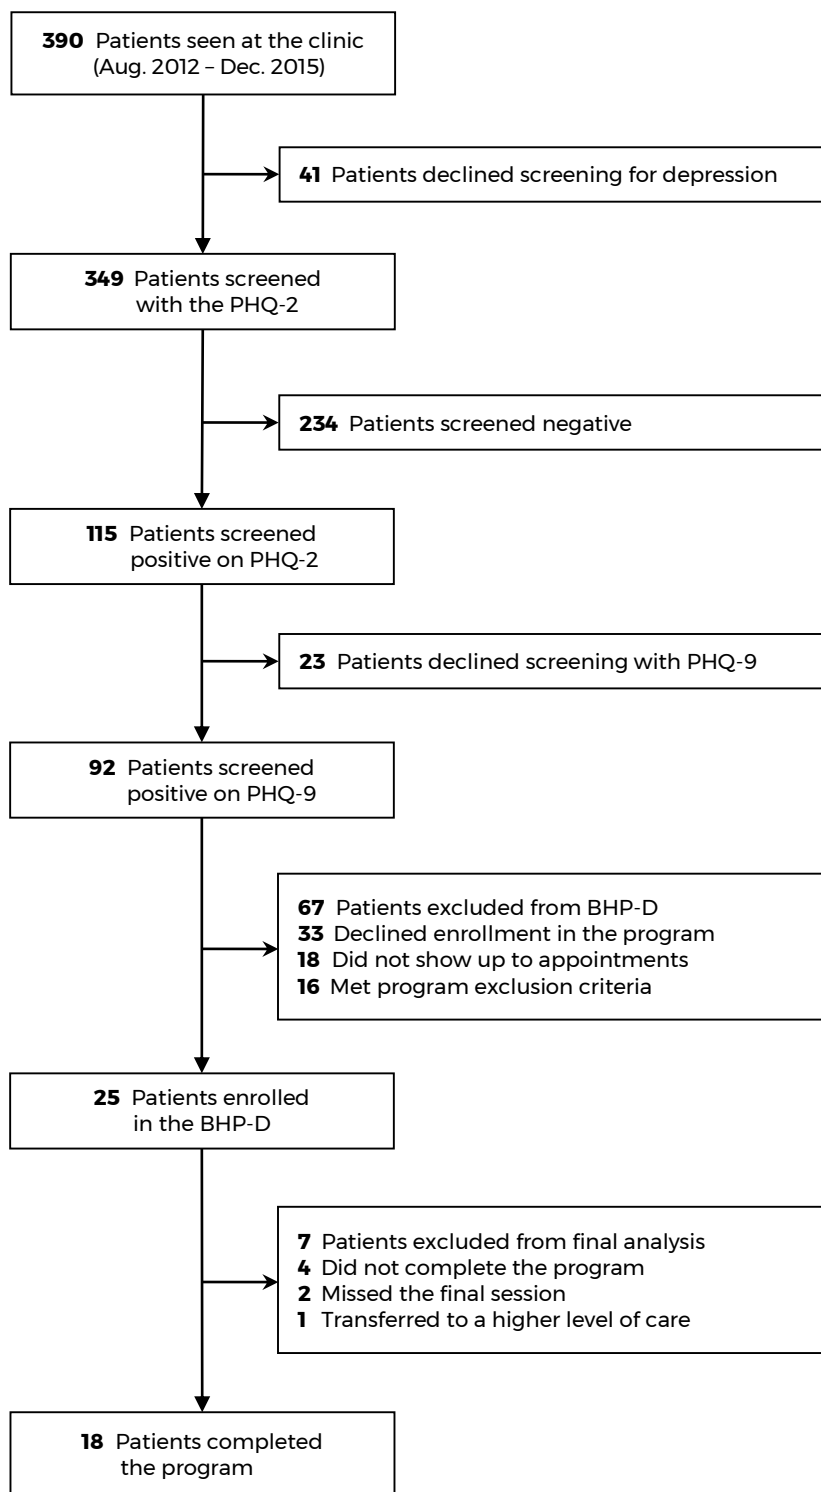 390 Patients seen at the clinic
(Aug. 2012 – Dec. 2015)
41 Patients declined screening for depression
349 Patients screened
with the PHQ-2
234 Patients screened negative
115 Patients screened
positive on PHQ-2
23 Patients declined screening with PHQ-9
92 Patients screened
positive on PHQ-9
67 Patients excluded from BHP-D
33 Declined enrollment in the program
18 Did not show up to appointments
16 Met program exclusion criteria
25 Patients enrolled
in the BHP-D
7 Patients excluded from final analysis
4 Did not complete the program
2 Missed the final session
1 Transferred to a higher level of care
18 Patients completed
the program